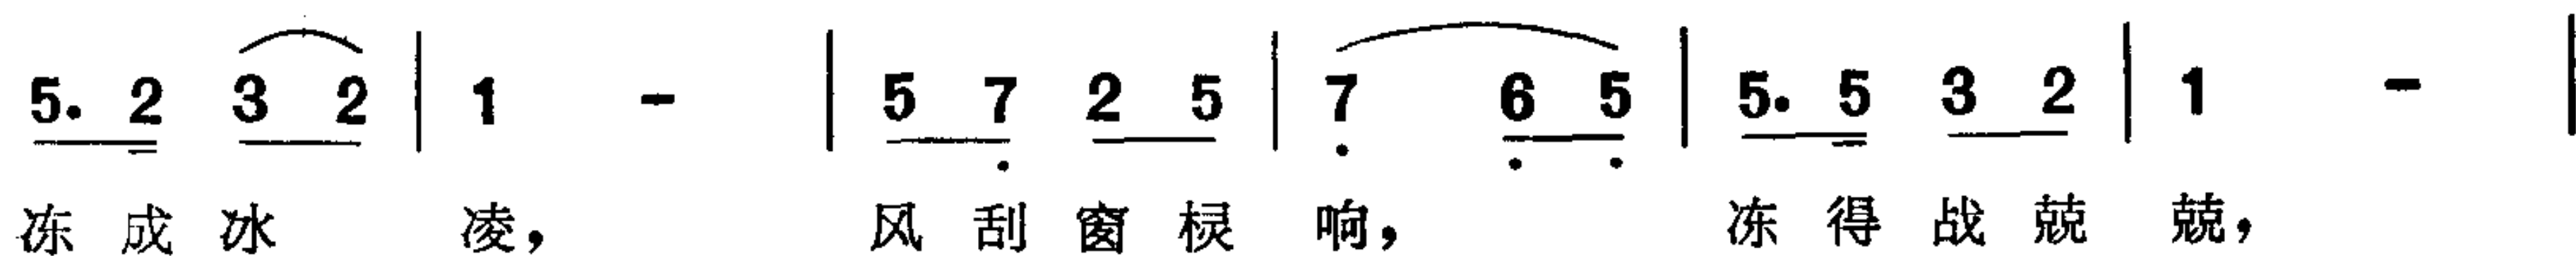 5. 2 3 2 | 1 - | 5 7 2 5 | 7 6 5 | 5. 5 3 2 | 1 - |
冻成冰凌，风刮窗棂响，冻得战兢兢，